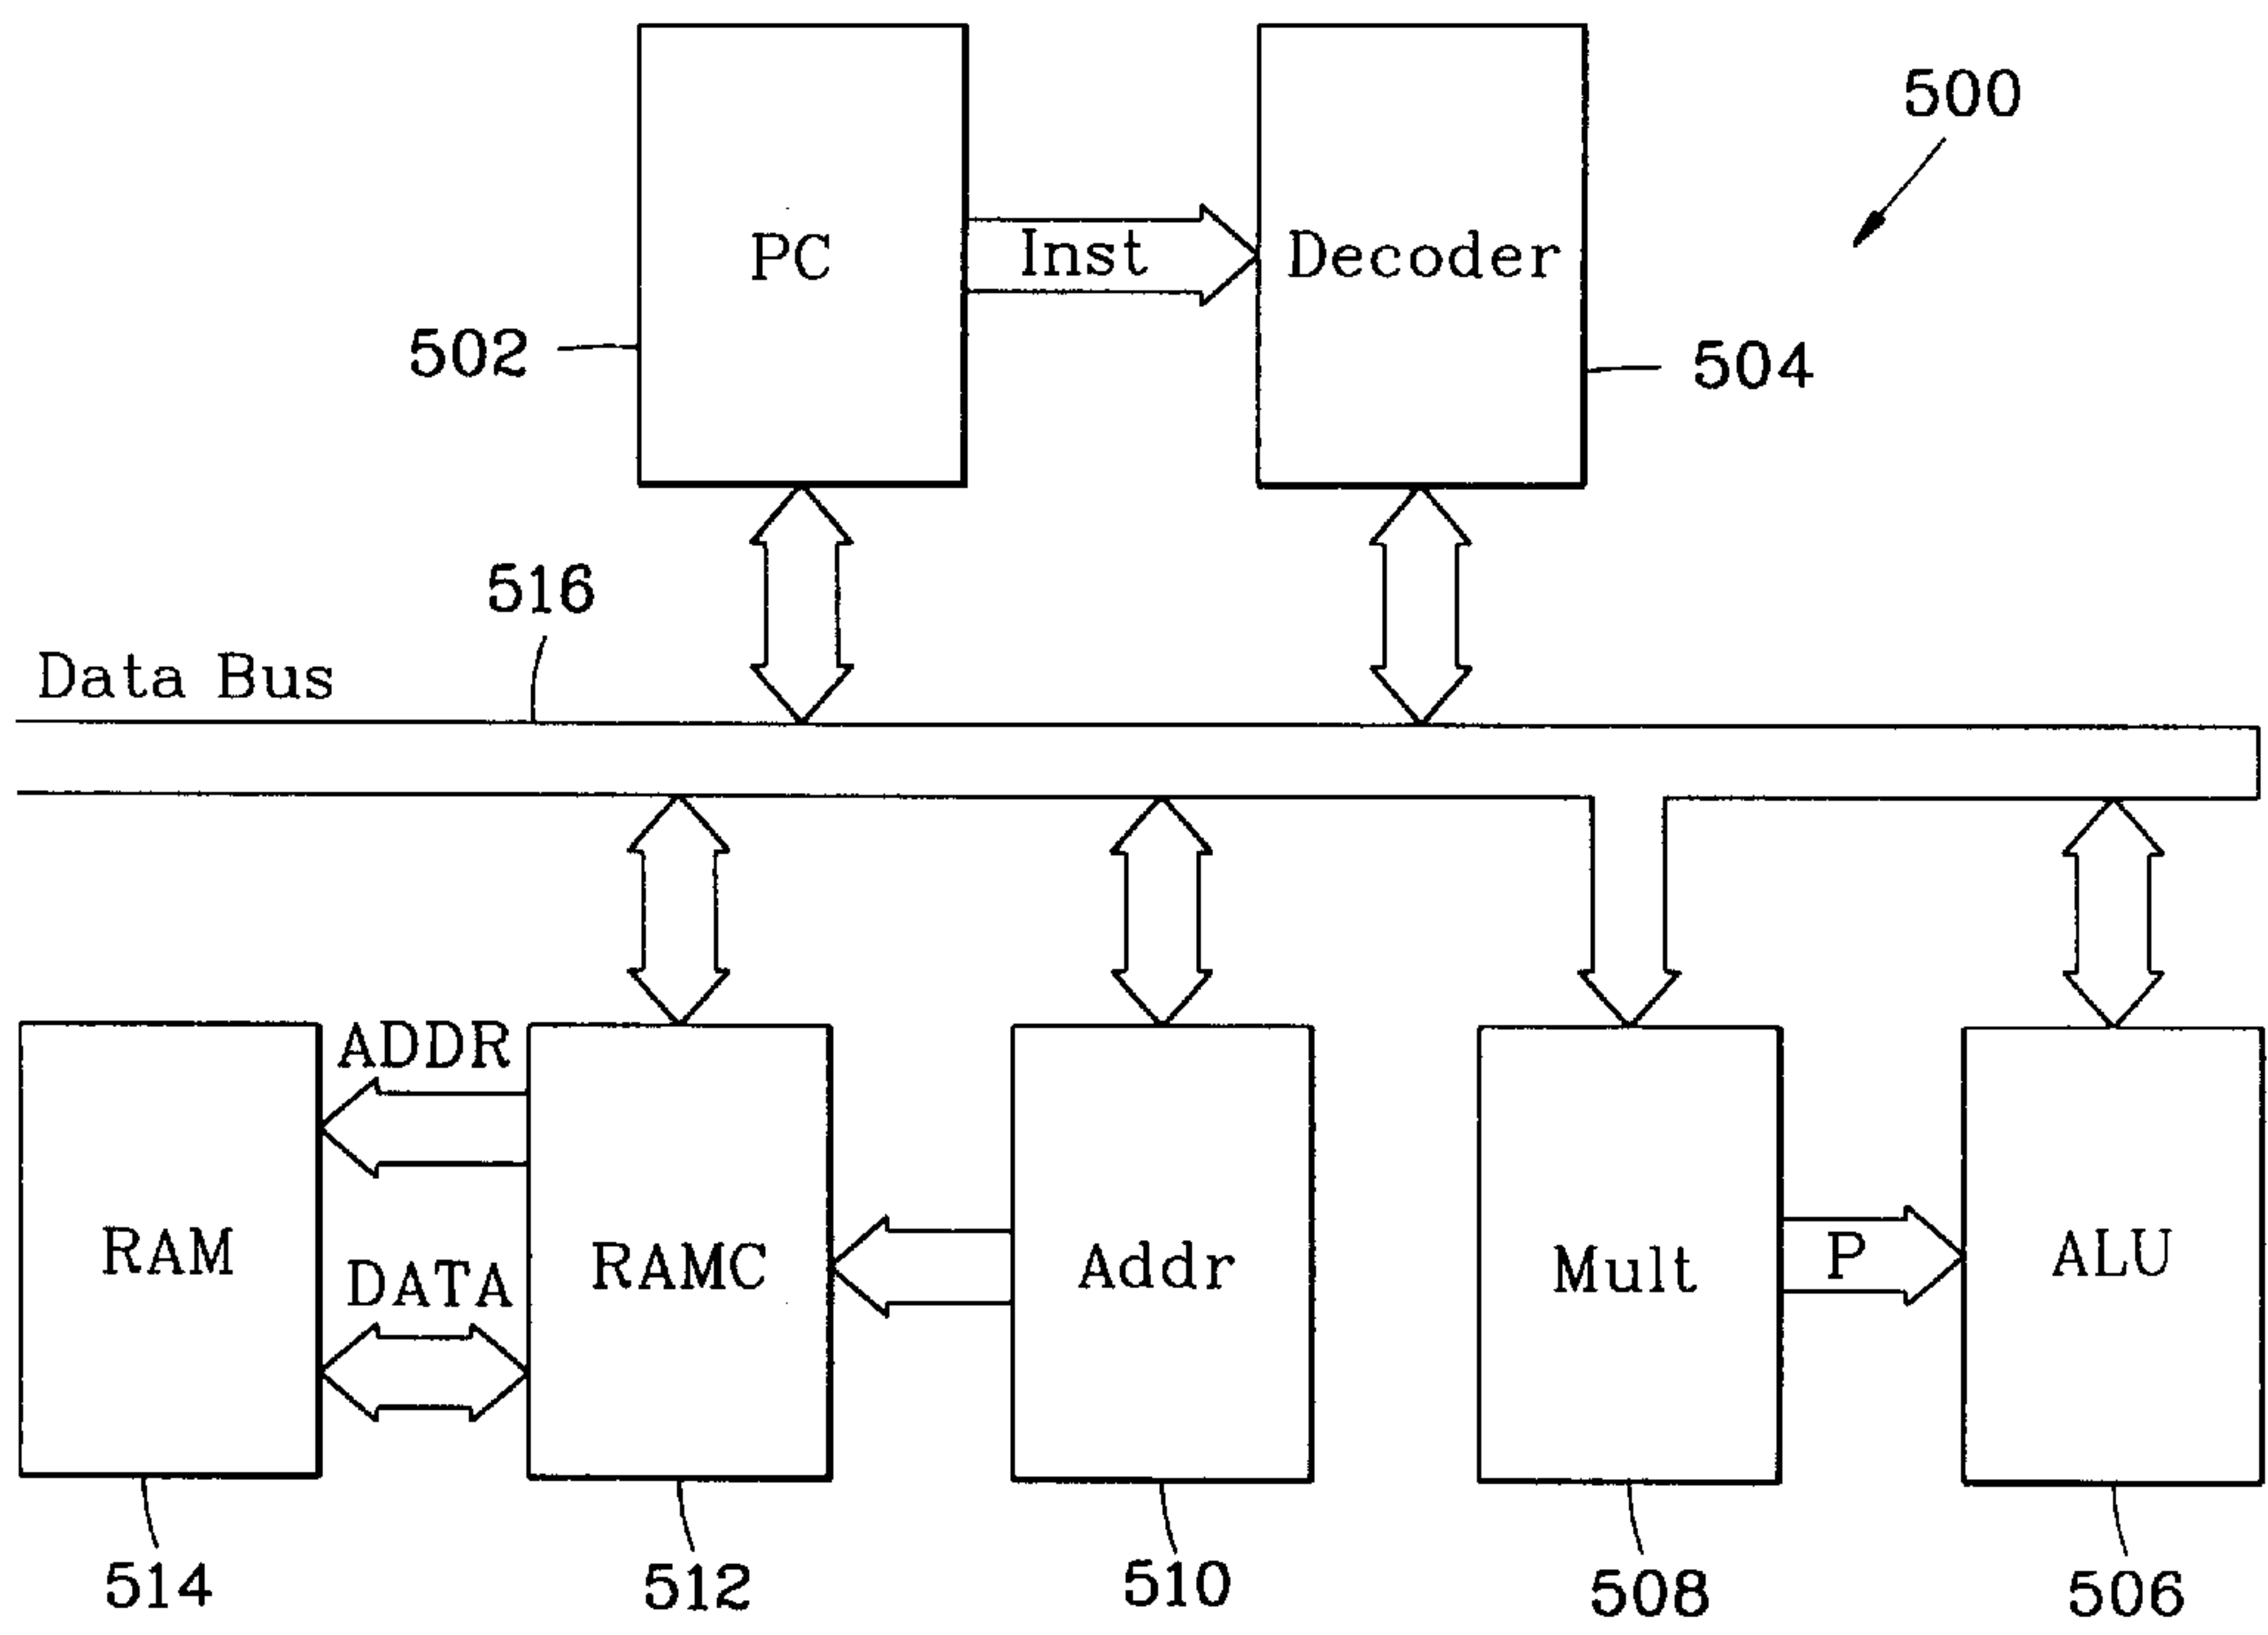 500
PC
Inst
Decoder
502
504
516
Data Bus
ADDR
RAM
DATA
RAMC
Addr
Mult
P
ALU
514
512
510
508
506